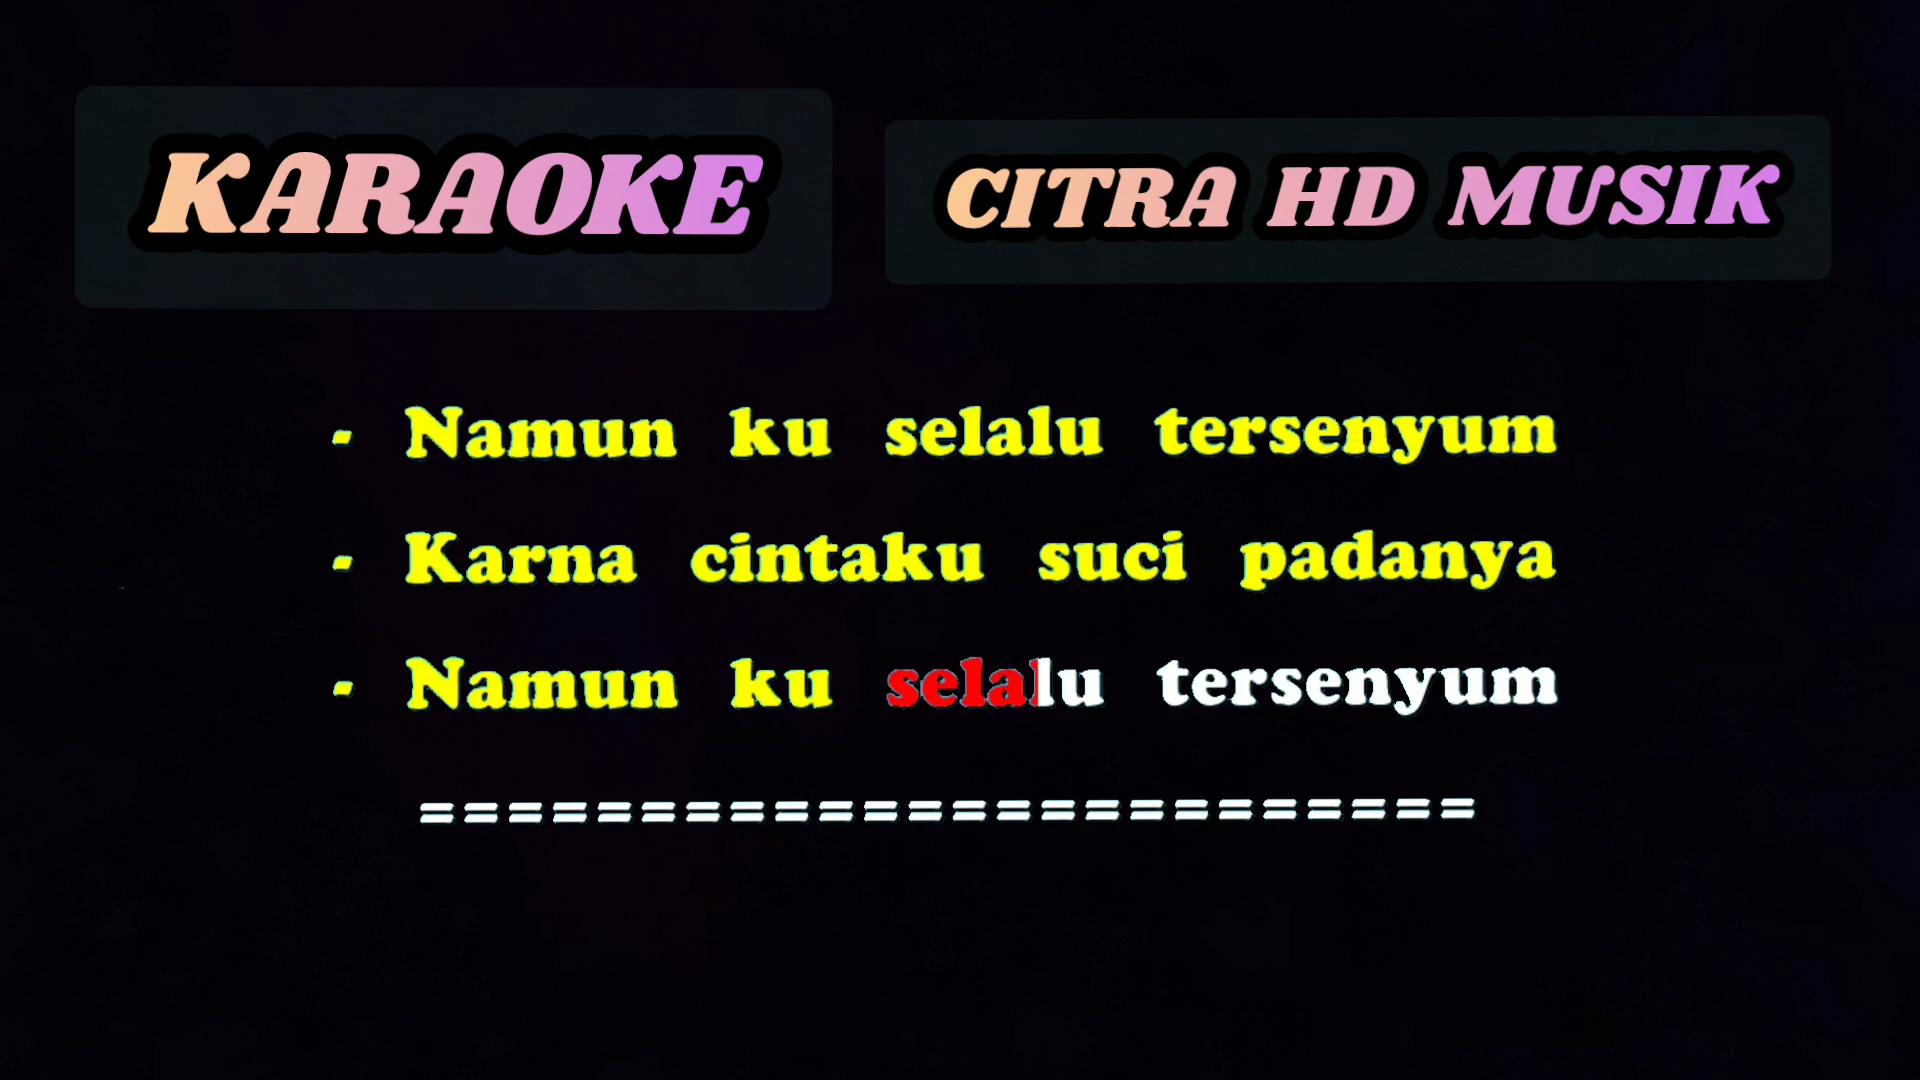 KARAOKE
CITRA HD MUSIK
- Namun ku selalu tersenyum
- Karna cintaku suci padanya
- Namun ku selalu tersenyum
========================